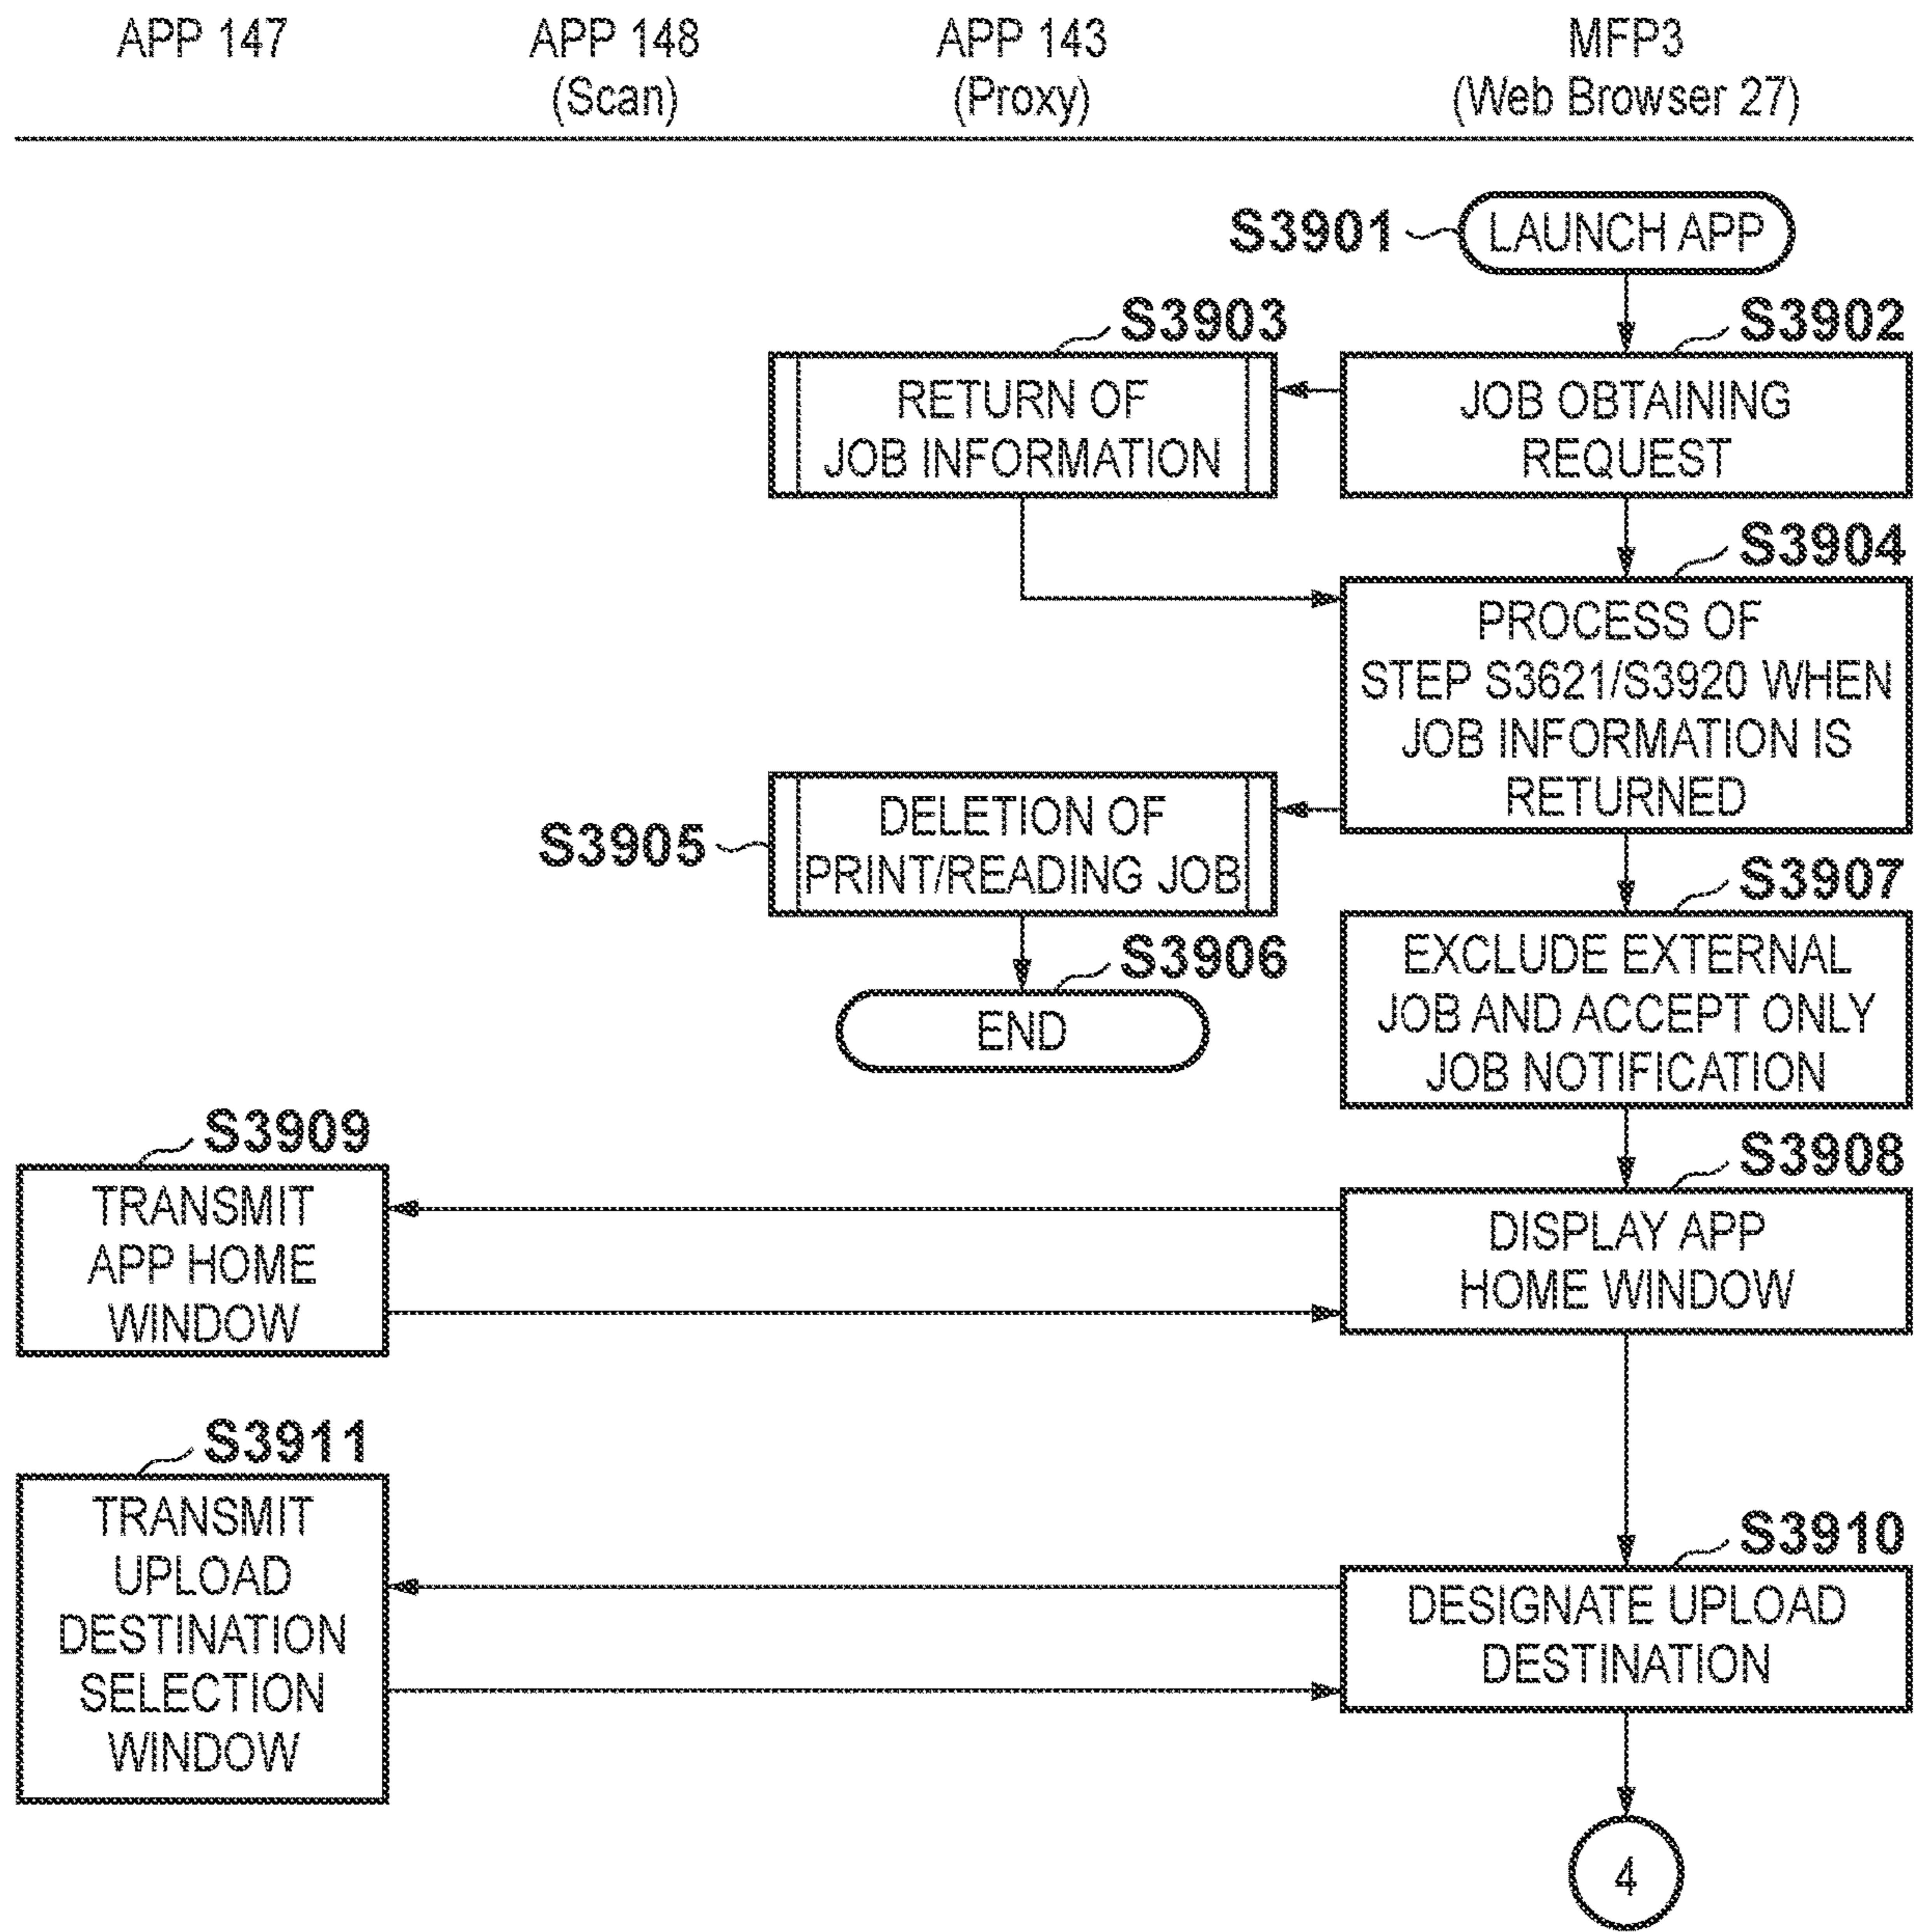 APP 147
APP 148
(Scan)
APP 143
(Proxy)
MFP3
(Web Browser 27)
S3901
LAUNCH APP
S3903
RETURN OF
JOB INFORMATION
S3902
JOB OBTAINING
REQUEST
S3904
PROCESS OF
STEP S3621/S3920 WHEN
JOB INFORMATION IS
RETURNED
S3905
DELETION OF
PRINT/READING JOB
S3906
END
S3907
EXCLUDE EXTERNAL
JOB AND ACCEPT ONLY
JOB NOTIFICATION
S3909
TRANSMIT
APP HOME
WINDOW
S3908
DISPLAY APP
HOME WINDOW
S3911
TRANSMIT
UPLOAD
DESTINATION
SELECTION
WINDOW
S3910
DESIGNATE UPLOAD
DESTINATION
4